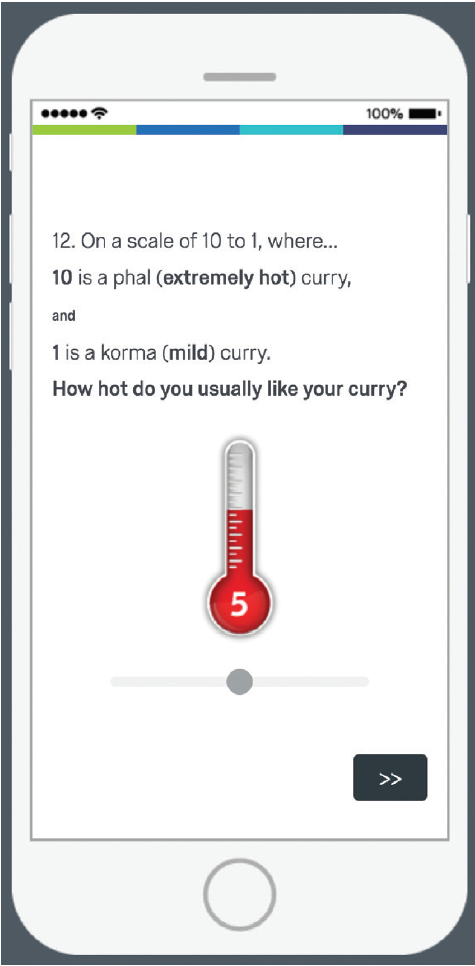 100%
12. On a scale of 10 to 1, where...
10 is a phal (extremely hot) curry,
and
1 is a korma (mild) curry.
How hot do you usually like your curry?
5
>>